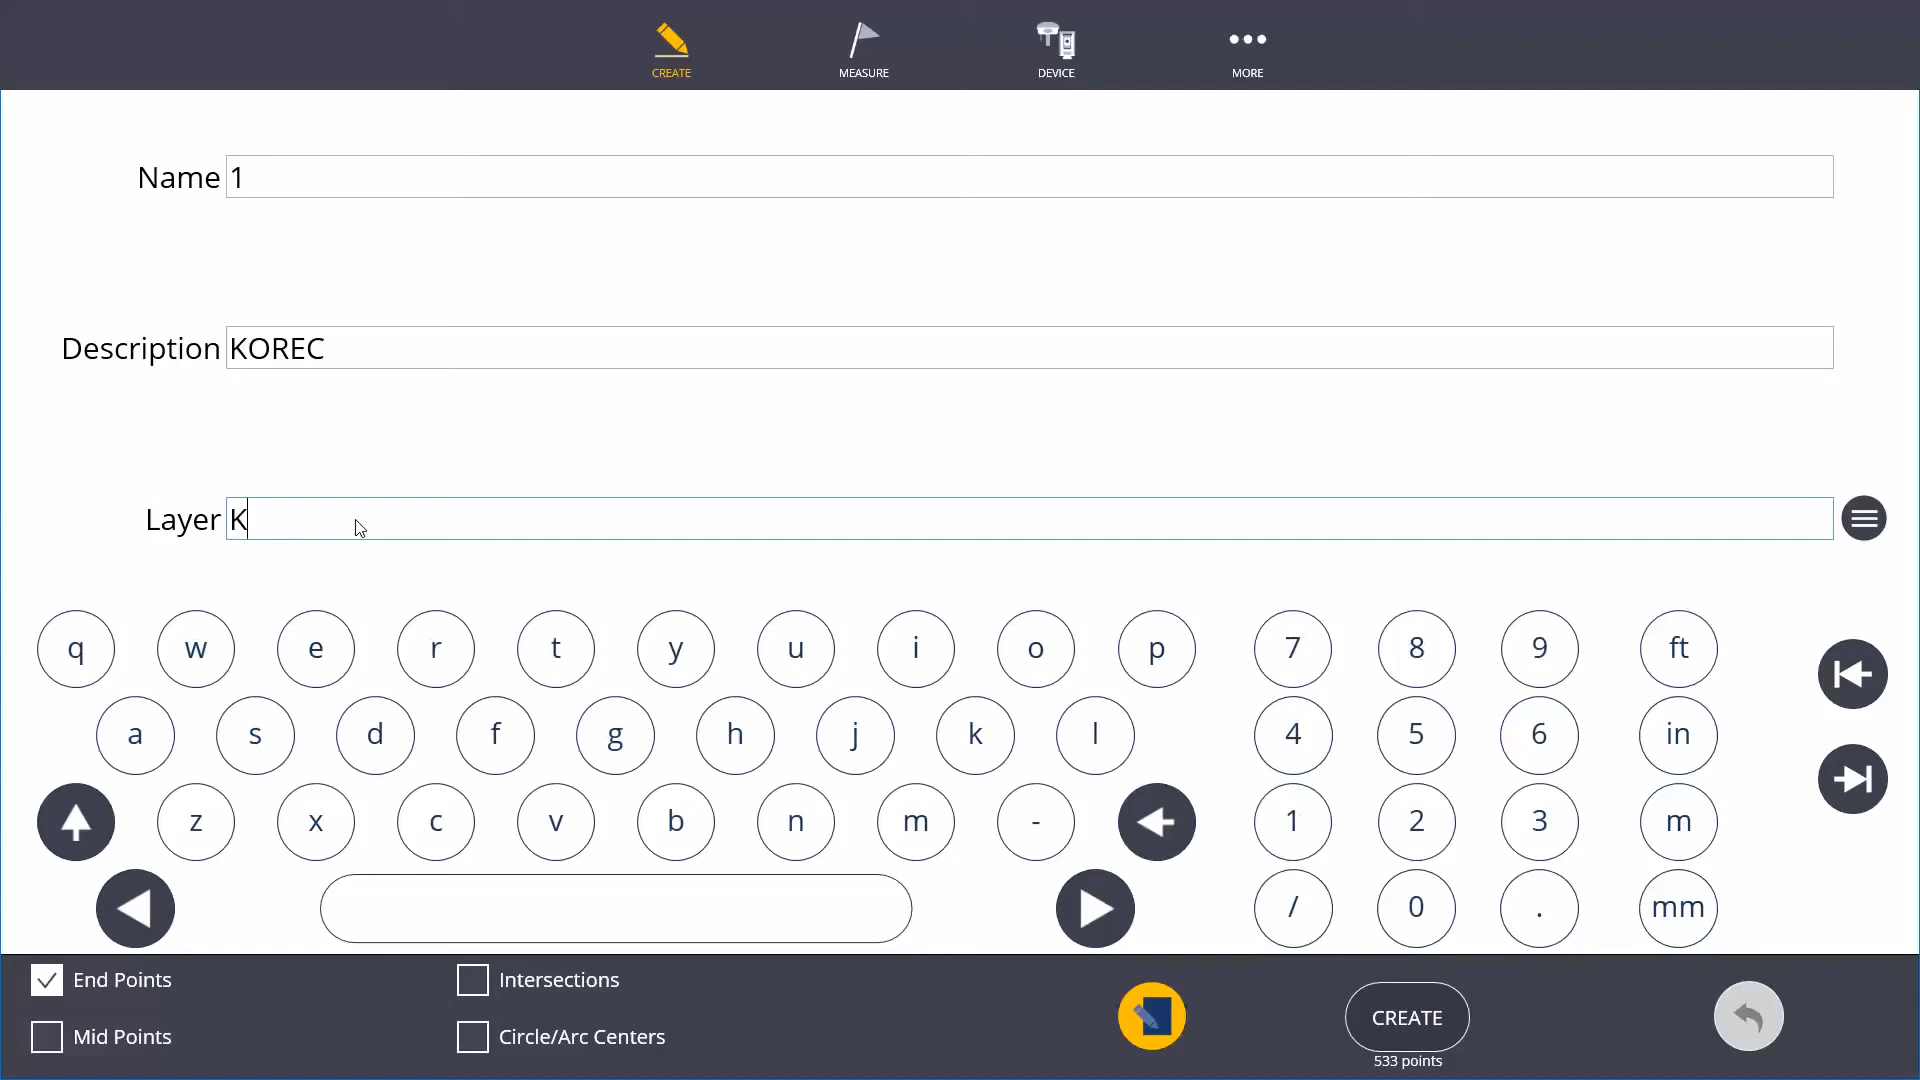 CREATE MEASURE DEVICE MORE
Name 1
Description KOREC
Layer K
q w e r t y u i o p 7 8 9 ft
a s d f g h j k l 4 5 6 in
z x c v b n m - 1 2 3 m
/ 0 . mm
End Points Intersections
Mid Points Circle/Arc Centers
CREATE
533 points